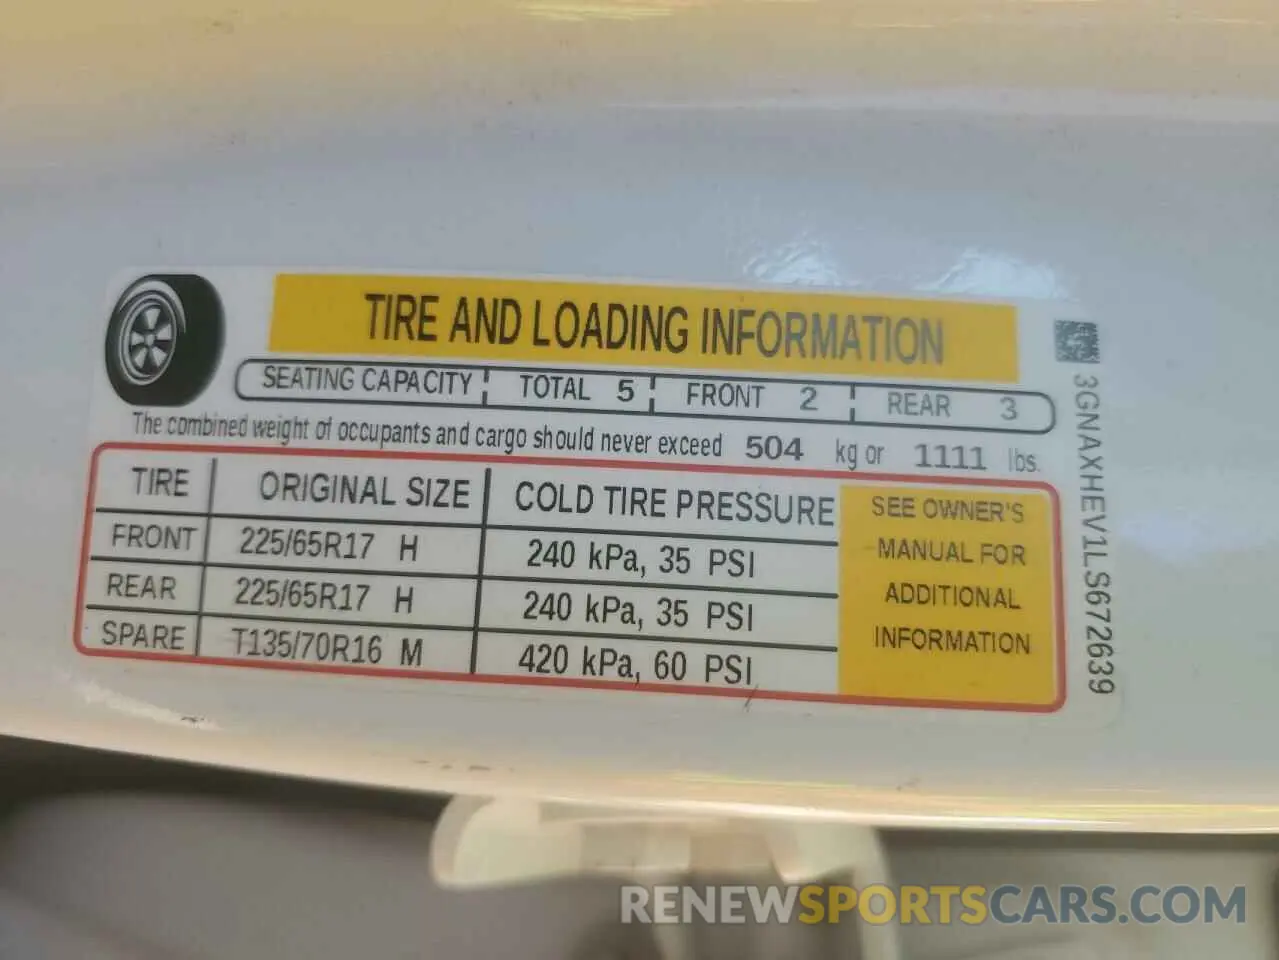 TIRE AND LOADING INFORMATION
SEATING CAPACITY TOTAL 5 FRONT 2 REAR 3
The combined weight of occupants and cargo should never exceed 504 kg or 1111 lbs.
TIRE ORIGINAL SIZE COLD TIRE PRESSURE
FRONT 225/65R17 H 240 kPa, 35 PSI
REAR 225/65R17 H 240 kPa, 35 PSI
SPARE T135/70R16 M 420 kPa, 60 PSI
SEE OWNER'S
MANUAL FOR
ADDITIONAL
INFORMATION
3GNAXHEV1LS672639
RENEWSPORTSCARS.COM